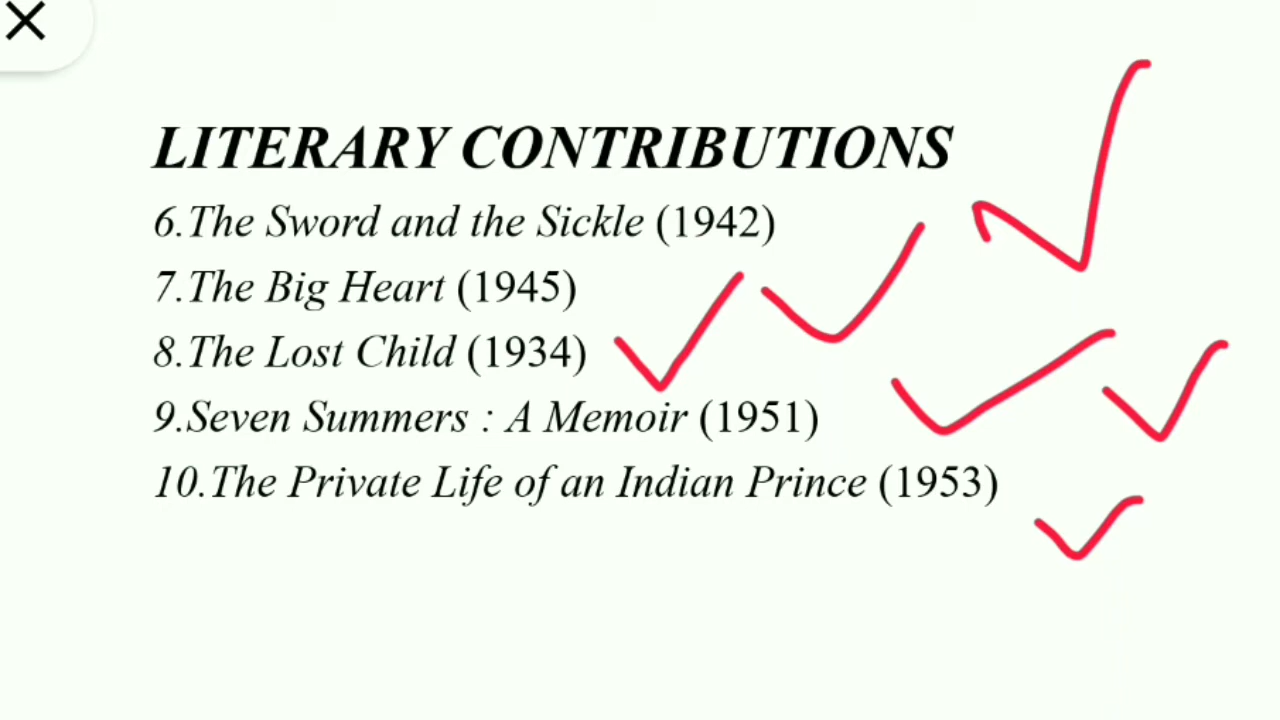 LITERARY CONTRIBUTIONS
6.The Sword and the Sickle (1942)
7.The Big Heart (1945)
8.The Lost Child (1934)
9.Seven Summers : A Memoir (1951)
10.The Private Life of an Indian Prince (1953)